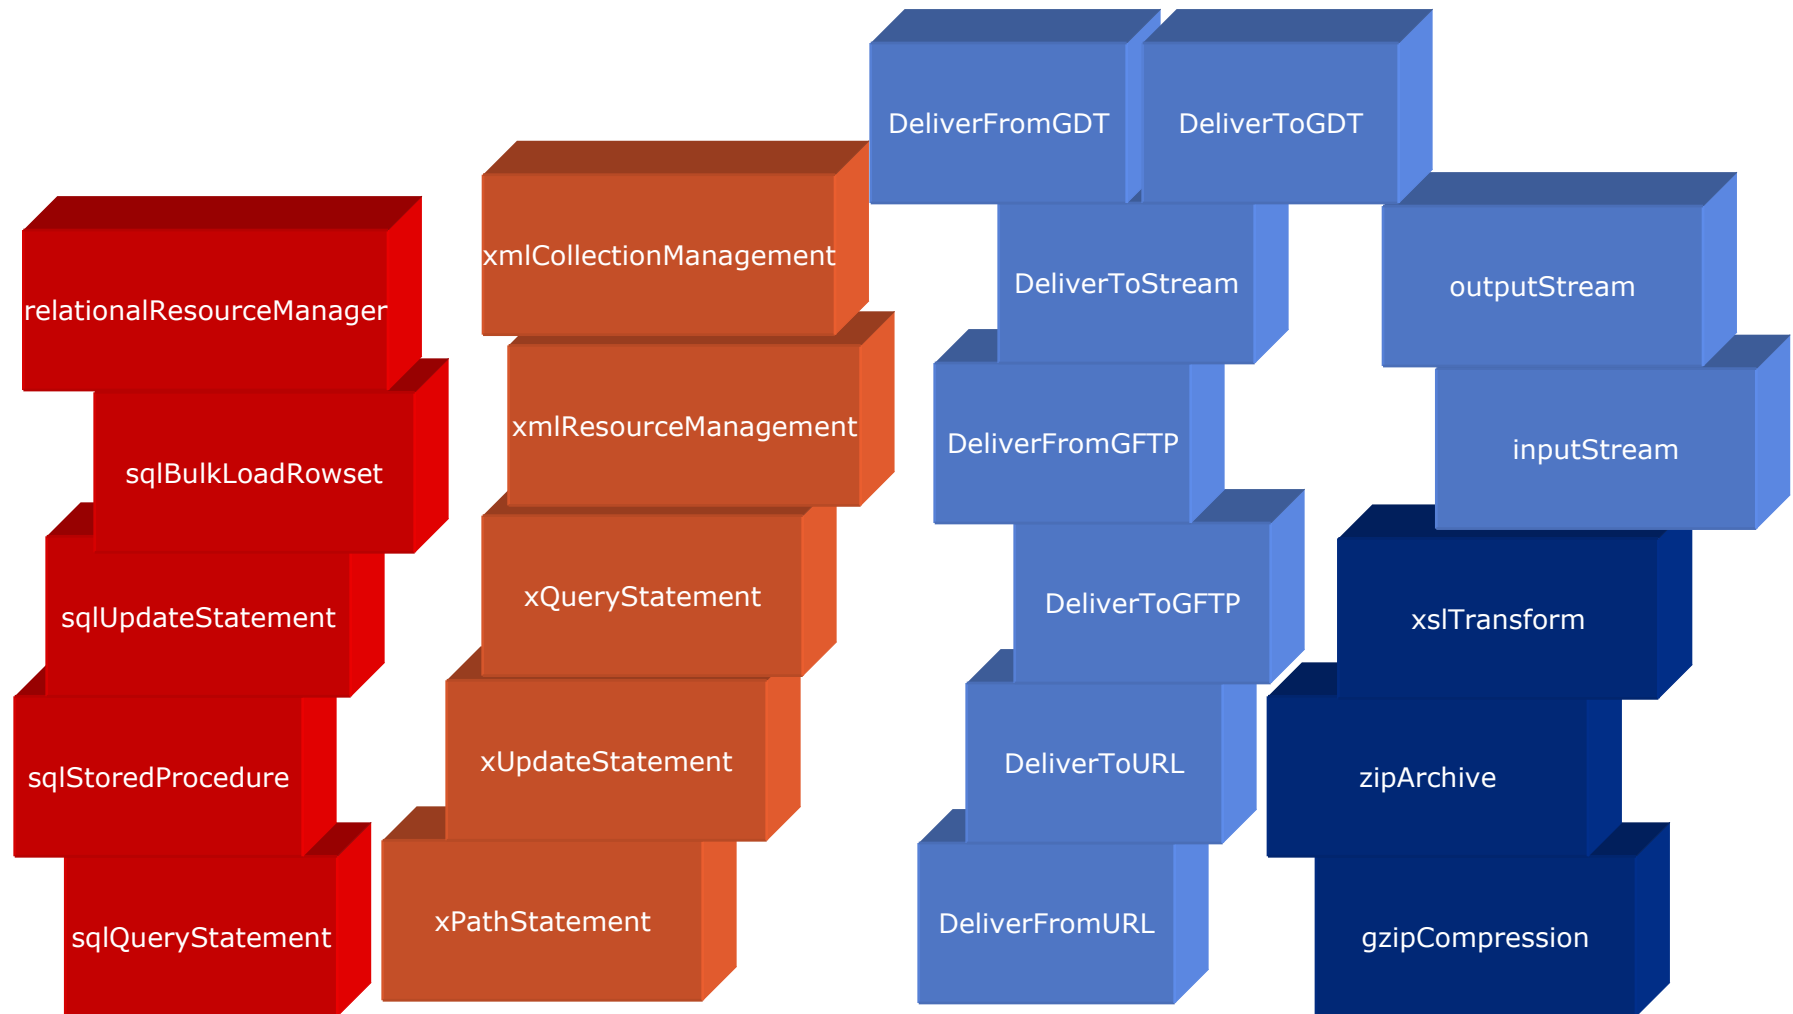 relationalResourceManager
sqlBulkLoadRowset
sqlUpdateStatement
sqlStoredProcedure
sqlQueryStatement
xmlCollectionManagement
xmlResourceManagement
xQueryStatement
xUpdateStatement
xPathStatement
DeliverFromGDT
DeliverToGDT
DeliverToStream
DeliverFromGFTP
DeliverToGFTP
DeliverToURL
DeliverFromURL
outputStream
inputStream
xslTransform
zipArchive
gzipCompression